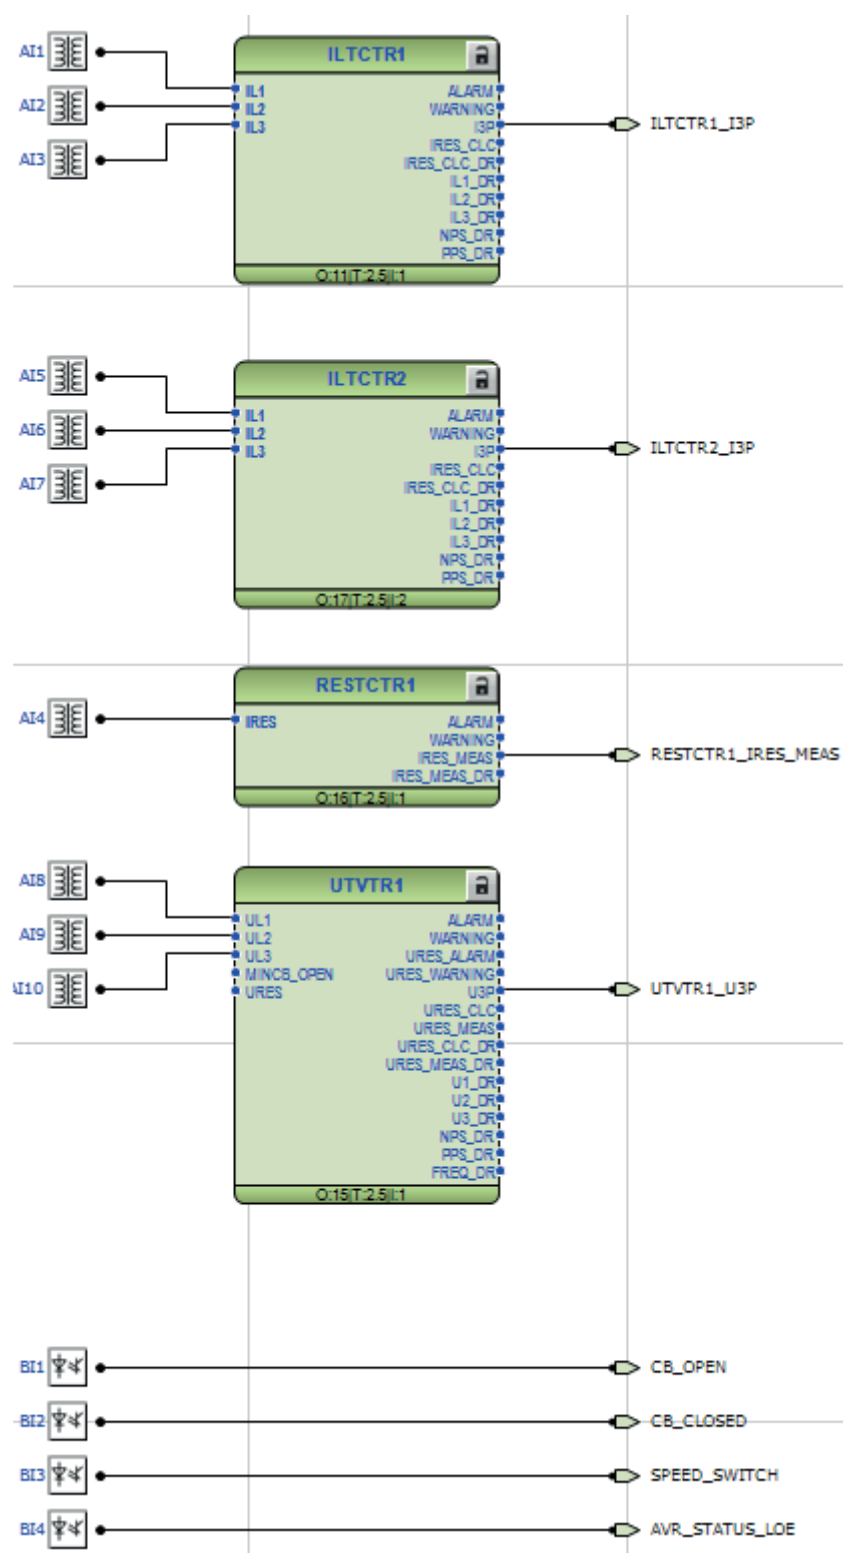 AI1
ILTCTR1
IL1 ALARM
AI2
IL2 WARNING
IL3 I3P ILTCTR1_I3P
IRES_CLC
AI3
IRES_CLC_DR
IL1_DR
IL2_DR
IL3_DR
NPS_DR
PPS_DR
O:11|T:2.5|I:1
AI5
ILTCTR2
IL1 ALARM
AI6
IL2 WARNING
IL3 I3P ILTCTR2_I3P
IRES_CLC
AI7
IRES_CLC_DR
IL1_DR
IL2_DR
IL3_DR
NPS_DR
PPS_DR
O:17|T:2.5|I:2
RESTCTR1
AI4
IRES ALARM
WARNING
IRES_MEAS RESTCTR1_IRES_MEAS
IRES_MEAS_DR
O:16|T:2.5|I:1
AI8
UTVTR1
UL1 ALARM
AI9
UL2 WARNING
UL3 URES_ALARM
MINCB_OPEN URES_WARNING
AI10
URES U3P UTVTR1_U3P
URES_CLC
URES_MEAS
URES_CLC_DR
URES_MEAS_DR
U1_DR
U2_DR
U3_DR
NPS_DR
PPS_DR
FREQ_DR
O:15|T:2.5|I:1
BI1 CB_OPEN
BI2 CB_CLOSED
BI3 SPEED_SWITCH
BI4 AVR_STATUS_LOE